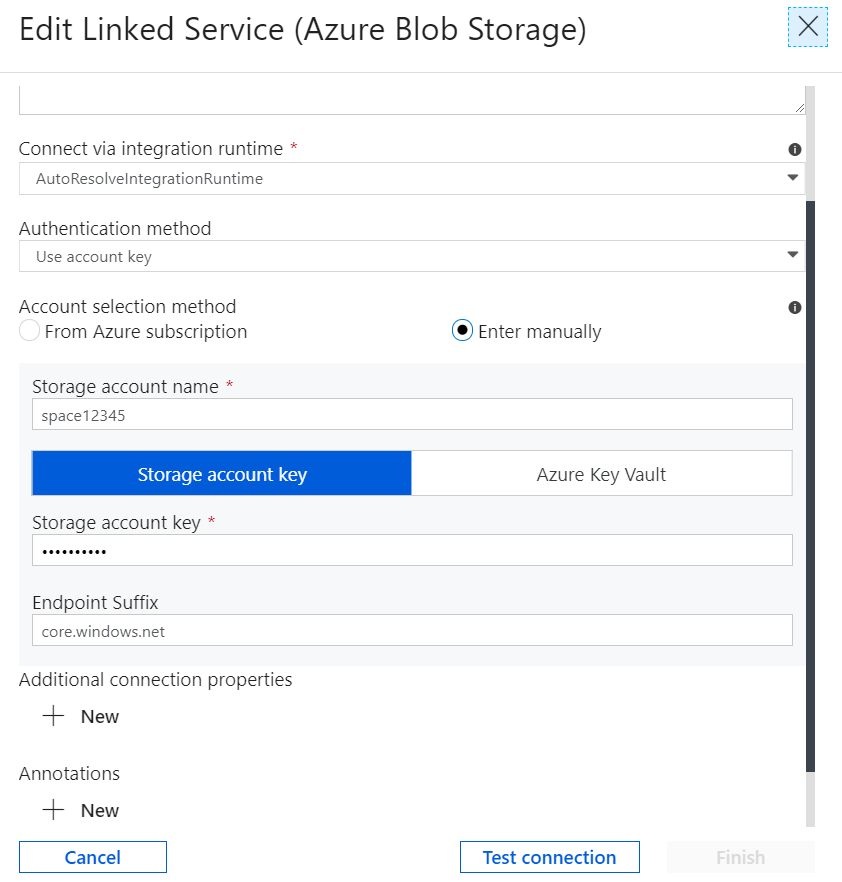 Edit Linked Service (Azure Blob Storage)
Connect via integration runtime *
AutoResolveIntegrationRuntime
Authentication method
Use account key
Account selection method
From Azure subscription
Enter manually
Storage account name *
space12345
Storage account key
Azure Key Vault
Storage account key *
••••••••••
Endpoint Suffix
core.windows.net
Additional connection properties
New
Annotations
New
Cancel
Test connection
Finish